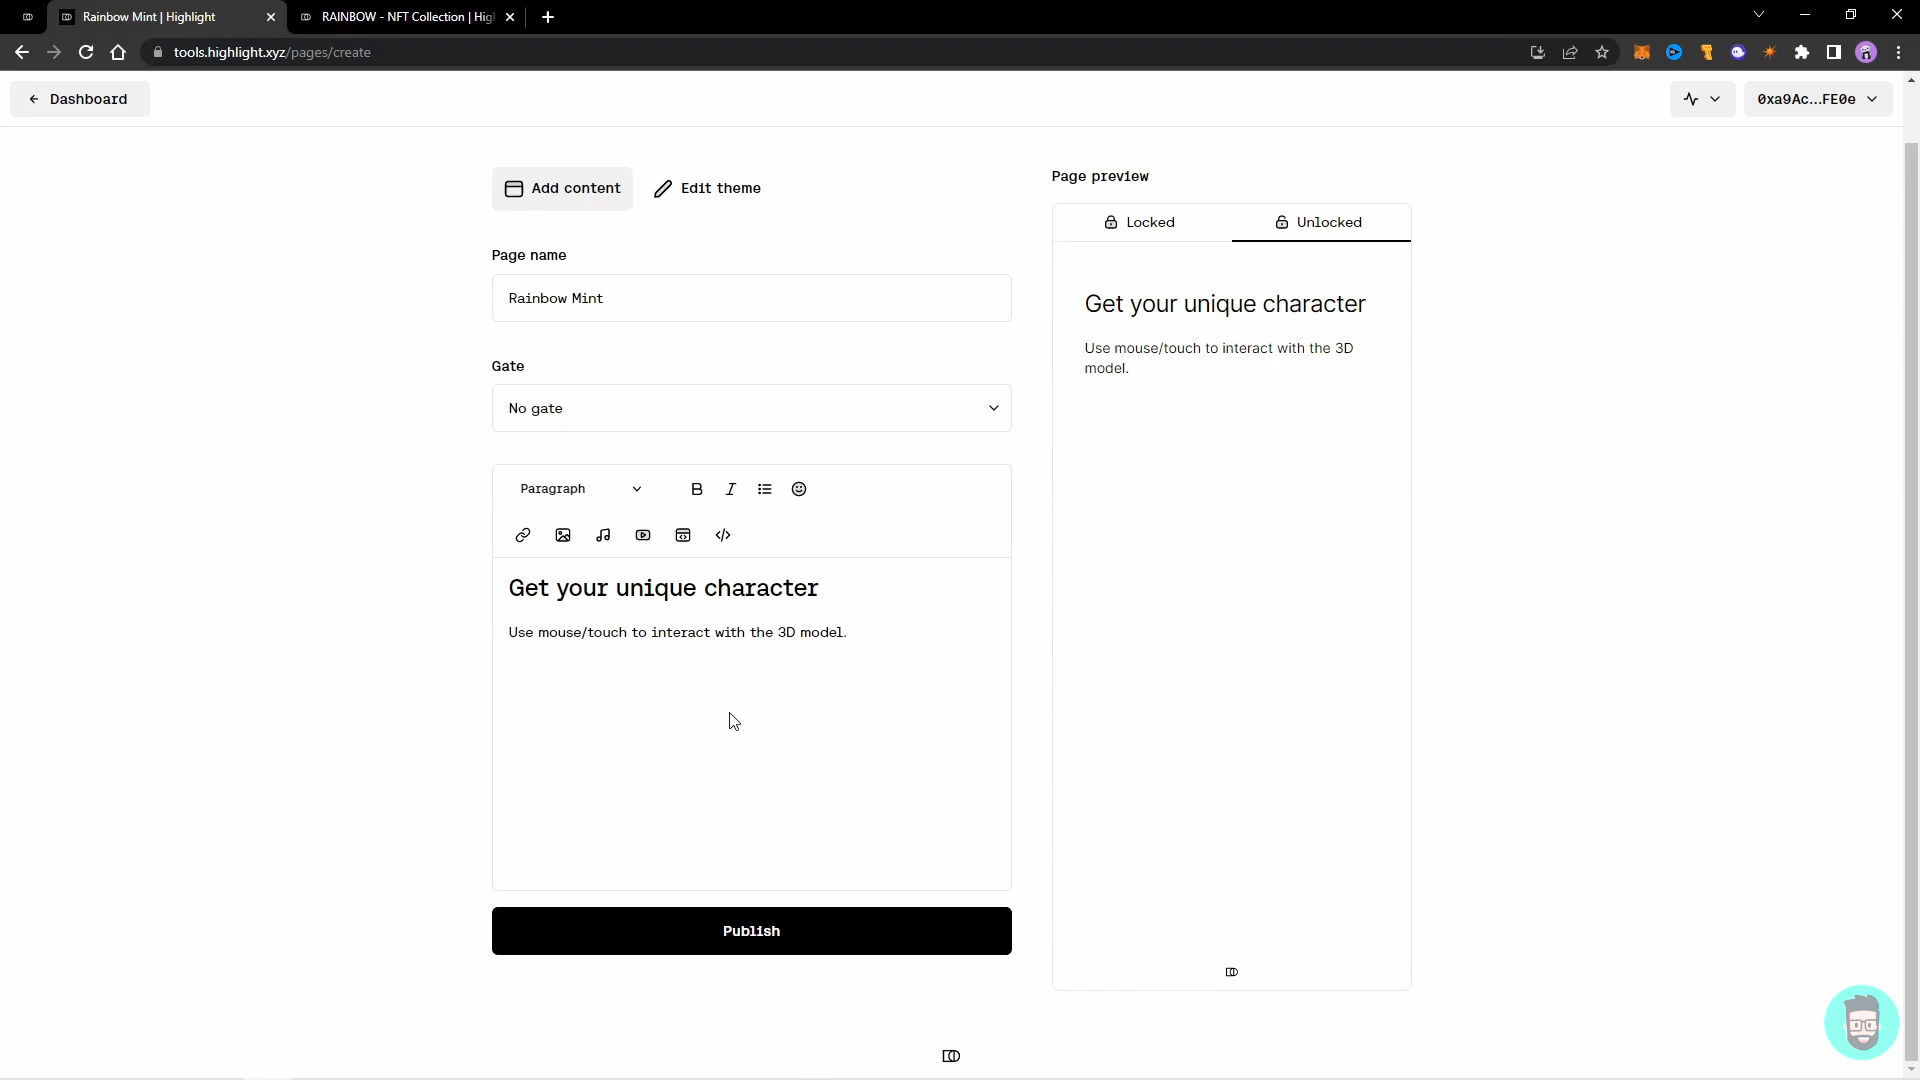 Rainbow Mint | Highlight
RAINBOW - NFT Collection | Hig
tools.highlight.xyz/pages/create
Dashboard
0xa9Ac...FE0e
Add content
Edit theme
Page preview
Locked
Unlocked
Page name
Rainbow Mint
Gate
No gate
Paragraph
B
I
Get your unique character
Use mouse/touch to interact with the 3D model.
Get your unique character
Use mouse/touch to interact with the 3D
model.
Publish